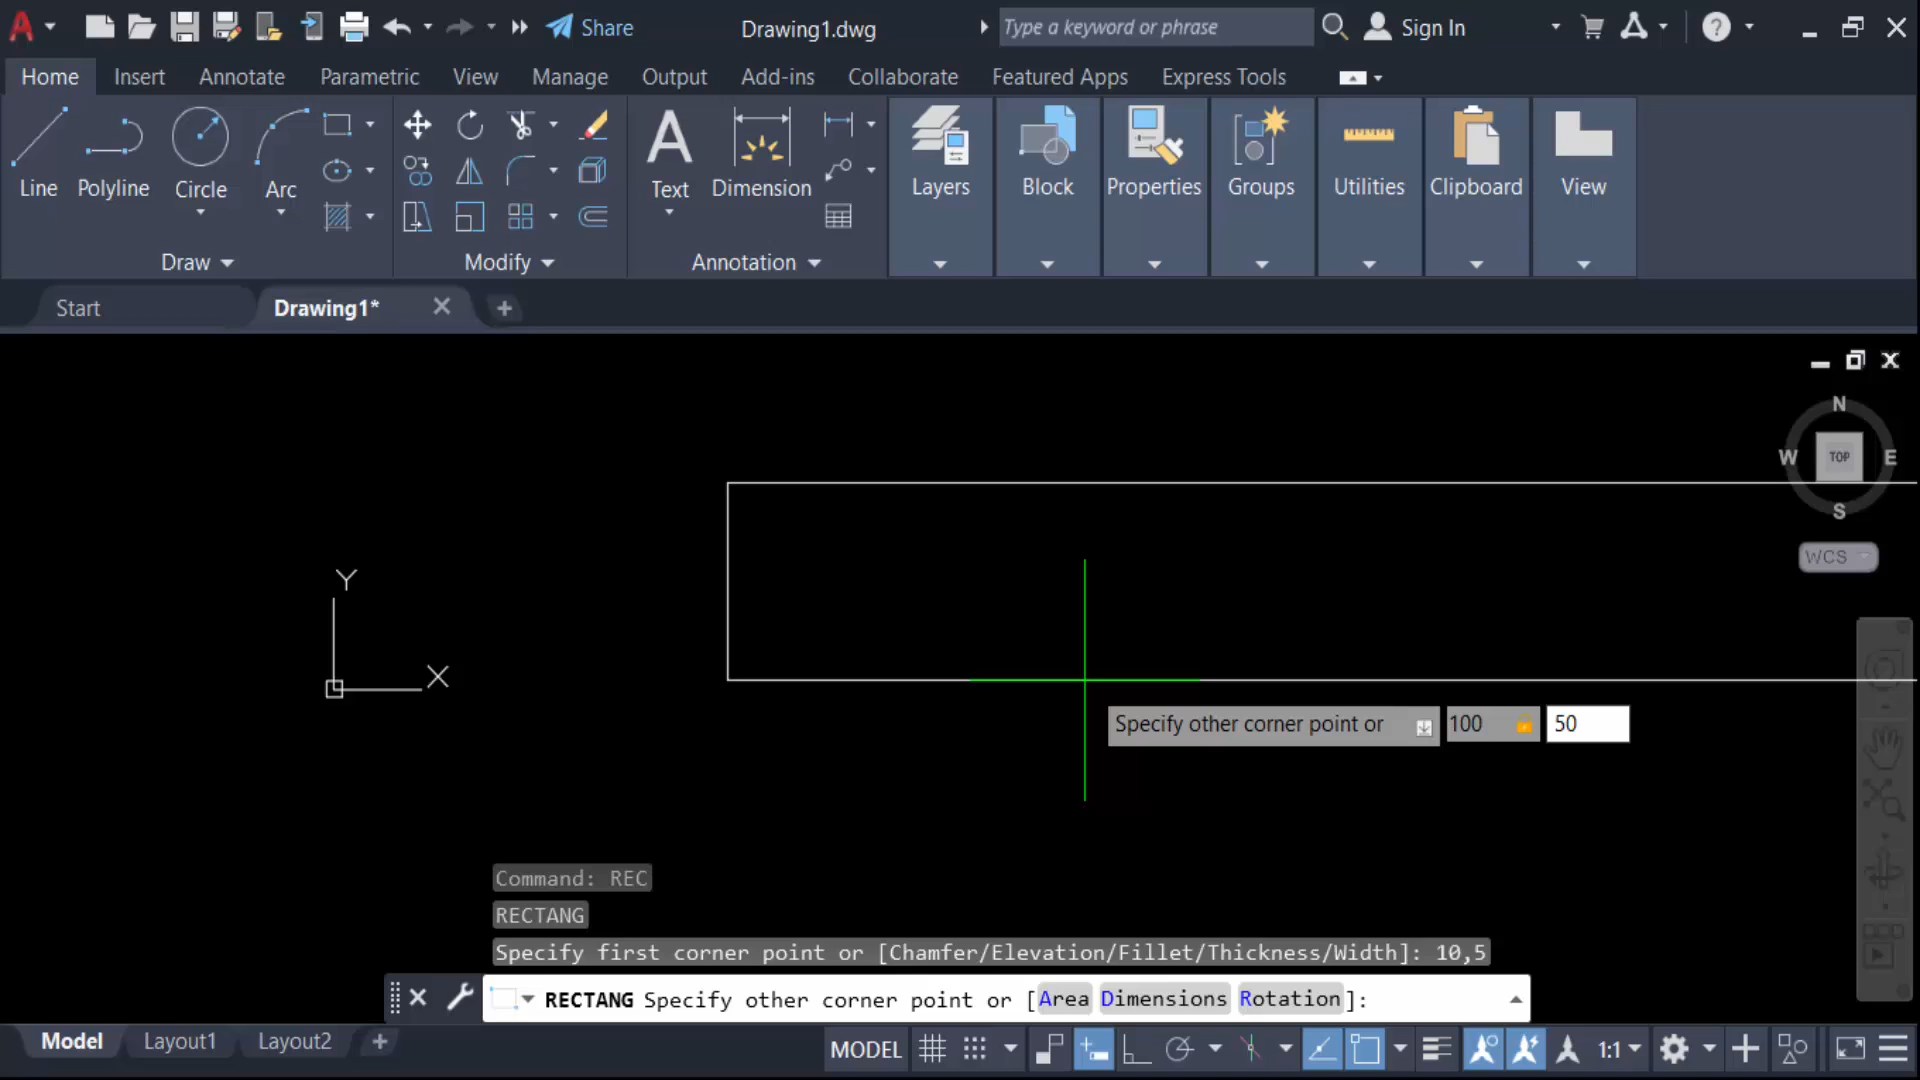 Share
Drawing1.dwg
Type a keyword or phrase
Sign In
Home Insert Annotate Parametric View Manage Output Add-ins Collaborate Featured Apps Express Tools
Line Polyline Circle Arc
Text Dimension
Layers Block Properties Groups Utilities Clipboard View
Draw Modify Annotation
Start Drawing1*
N
W TOP E
S
WCS
Y
X
Specify other corner point or 100 50
Command: REC
RECTANG
Specify first corner point or [Chamfer/Elevation/Fillet/Thickness/Width]: 10,5
RECTANG Specify other corner point or [Area Dimensions Rotation]:
Model Layout1 Layout2 MODEL 1:1